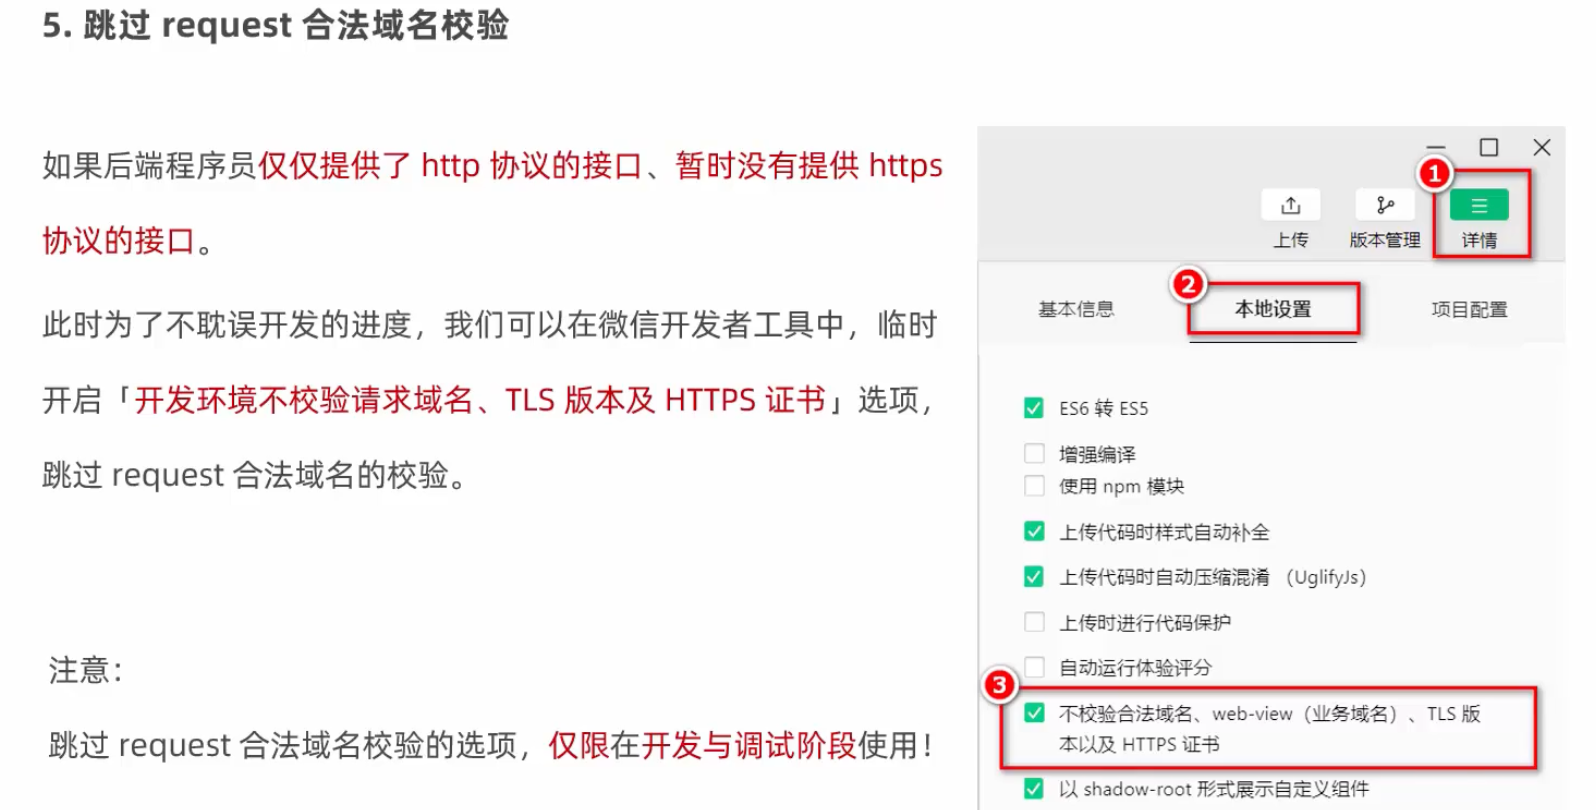 5. 跳过 request 合法域名校验
如果后端程序员仅仅提供了 http 协议的接口、暂时没有提供 https
协议的接口。
此时为了不耽误开发的进度，我们可以在微信开发者工具中，临时
开启「开发环境不校验请求域名、TLS 版本及 HTTPS 证书」选项，
跳过 request 合法域名的校验。
注意：
跳过 request 合法域名校验的选项，仅限在开发与调试阶段使用！
1
上传 版本管理 详情
2
基本信息 本地设置 项目配置
ES6 转 ES5
增强编译
使用 npm 模块
上传代码时样式自动补全
上传代码时自动压缩混淆 （UglifyJs）
上传时进行代码保护
自动运行体验评分
3
不校验合法域名、web-view（业务域名）、TLS 版
本以及 HTTPS 证书
以 shadow-root 形式展示自定义组件